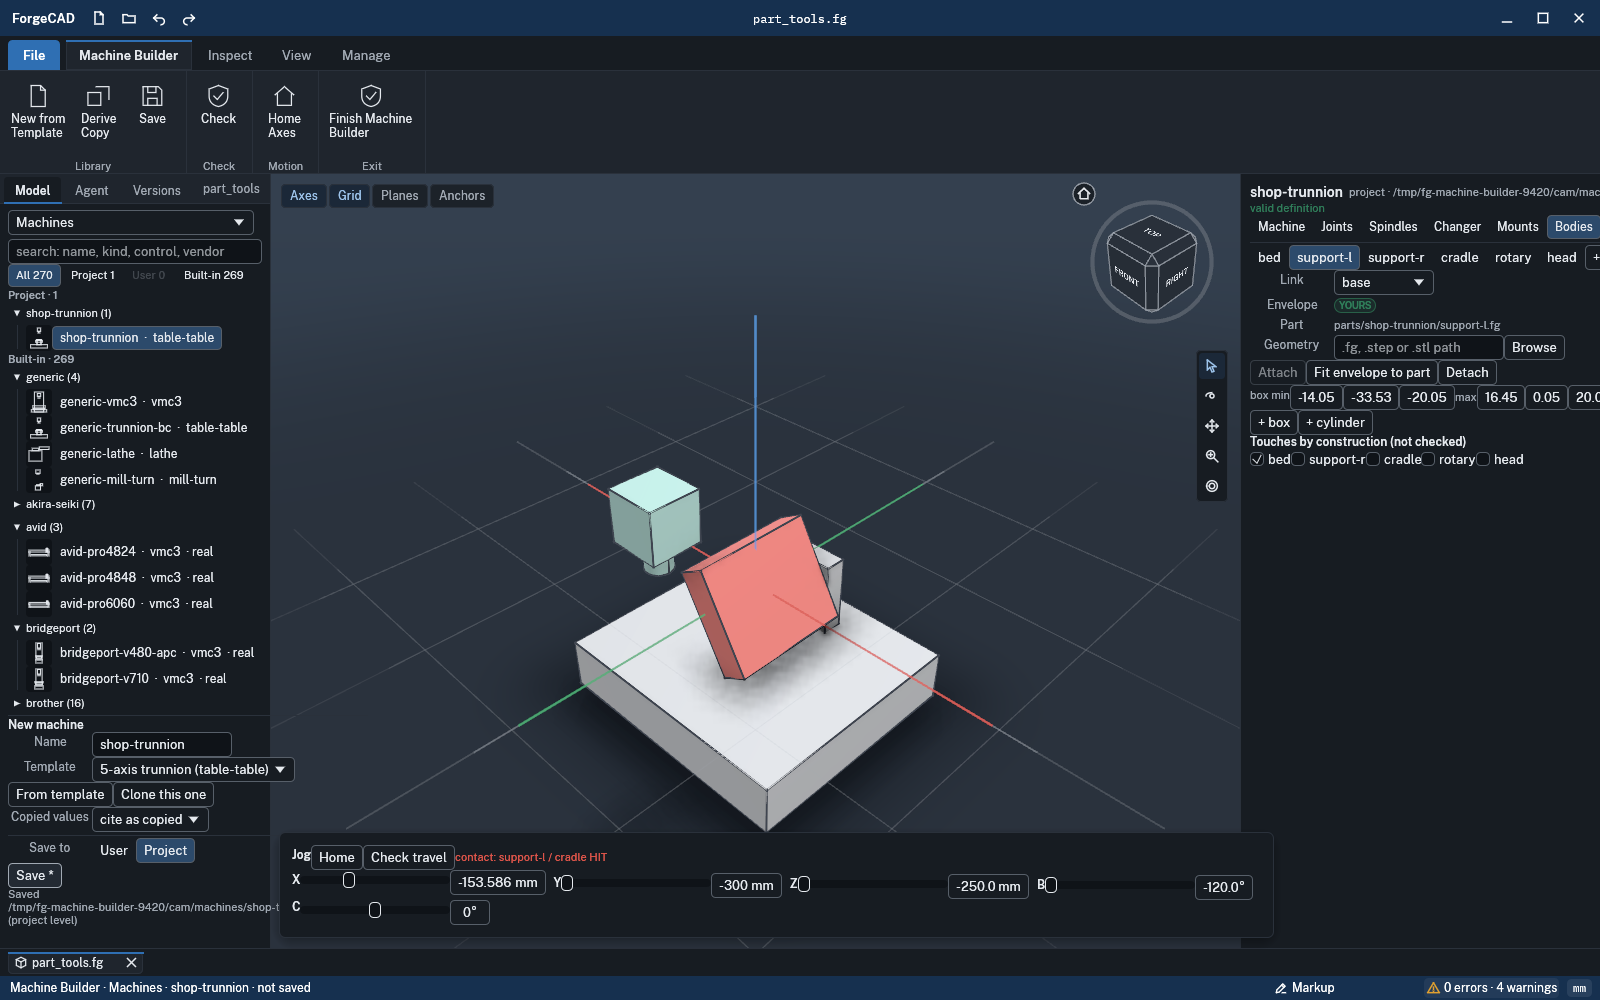 ForgeCAD
part_tools.fg
File
Machine Builder
Inspect
View
Manage
New from Template
Derive Copy
Save
Check
Home Axes
Finish Machine Builder
Library
Check
Motion
Exit
Model
Agent
Versions
part_tools
Machines
search: name, kind, control, vendor
All 270
Project 1
User 0
Built-in 269
Project · 1
shop-trunnion (1)
shop-trunnion · table-table
Built-in · 269
generic (4)
generic-vmc3 · vmc3
generic-trunnion-bc · table-table
generic-lathe · lathe
generic-mill-turn · mill-turn
akira-seiki (7)
avid (3)
avid-pro4824 · vmc3 · real
avid-pro4848 · vmc3 · real
avid-pro6060 · vmc3 · real
bridgeport (2)
bridgeport-v480-apc · vmc3 · real
bridgeport-v710 · vmc3 · real
brother (16)
New machine
Name shop-trunnion
Template 5-axis trunnion (table-table)
From template Clone this one
Copied values cite as copied
Save to User Project
Save *
Saved
/tmp/fg-machine-builder-9420/cam/machines/shop-t
(project level)
Axes Grid Planes Anchors
TOP
FRONT
RIGHT
Jog Home Check travel contact: support-l / cradle HIT
X -153.586 mm Y -300 mm Z -250.0 mm B -120.0°
C 0°
shop-trunnion project · /tmp/fg-machine-builder-9420/cam/mac
valid definition
Machine Joints Spindles Changer Mounts Bodies
bed support-l support-r cradle rotary head +
Link base
Envelope YOURS
Part parts/shop-trunnion/support-l.fg
Geometry .fg, .step or .stl path Browse
Attach Fit envelope to part Detach
box min -14.05 -33.53 -20.05 max 16.45 0.05 20.0
+ box + cylinder
Touches by construction (not checked)
bed support-r cradle rotary head
part_tools.fg
Machine Builder · Machines · shop-trunnion · not saved
Markup
0 errors · 4 warnings
mm